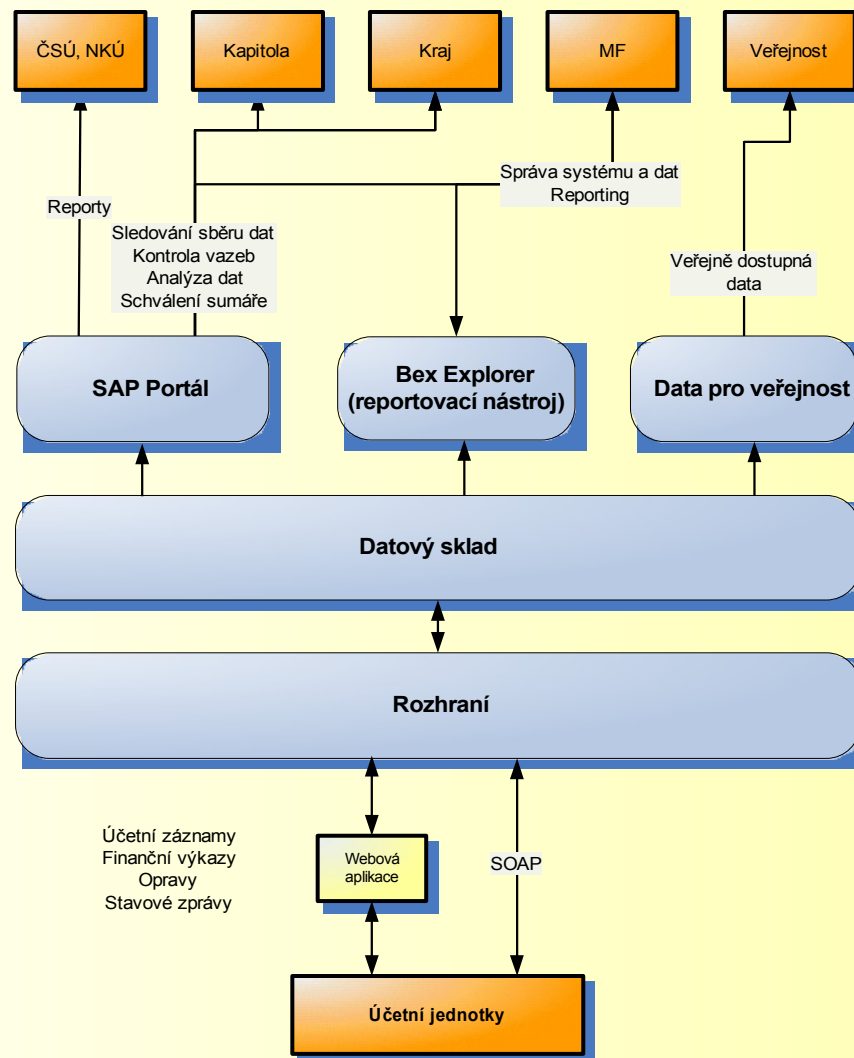 ČSÚ, NKÚ
Kapitola
Kraj
MF
Veřejnost
Správa systému a dat
Reporting
Reporty
Sledování sběru dat
Kontrola vazeb
Analýza dat
Schválení sumáře
Veřejně dostupná
data
SAP Portál
Bex Explorer
(reportovací nástroj)
Data pro veřejnost
Datový sklad
Rozhraní
Účetní záznamy
Finanční výkazy
Opravy
Stavové zprávy
Webová
aplikace
SOAP
Účetní jednotky